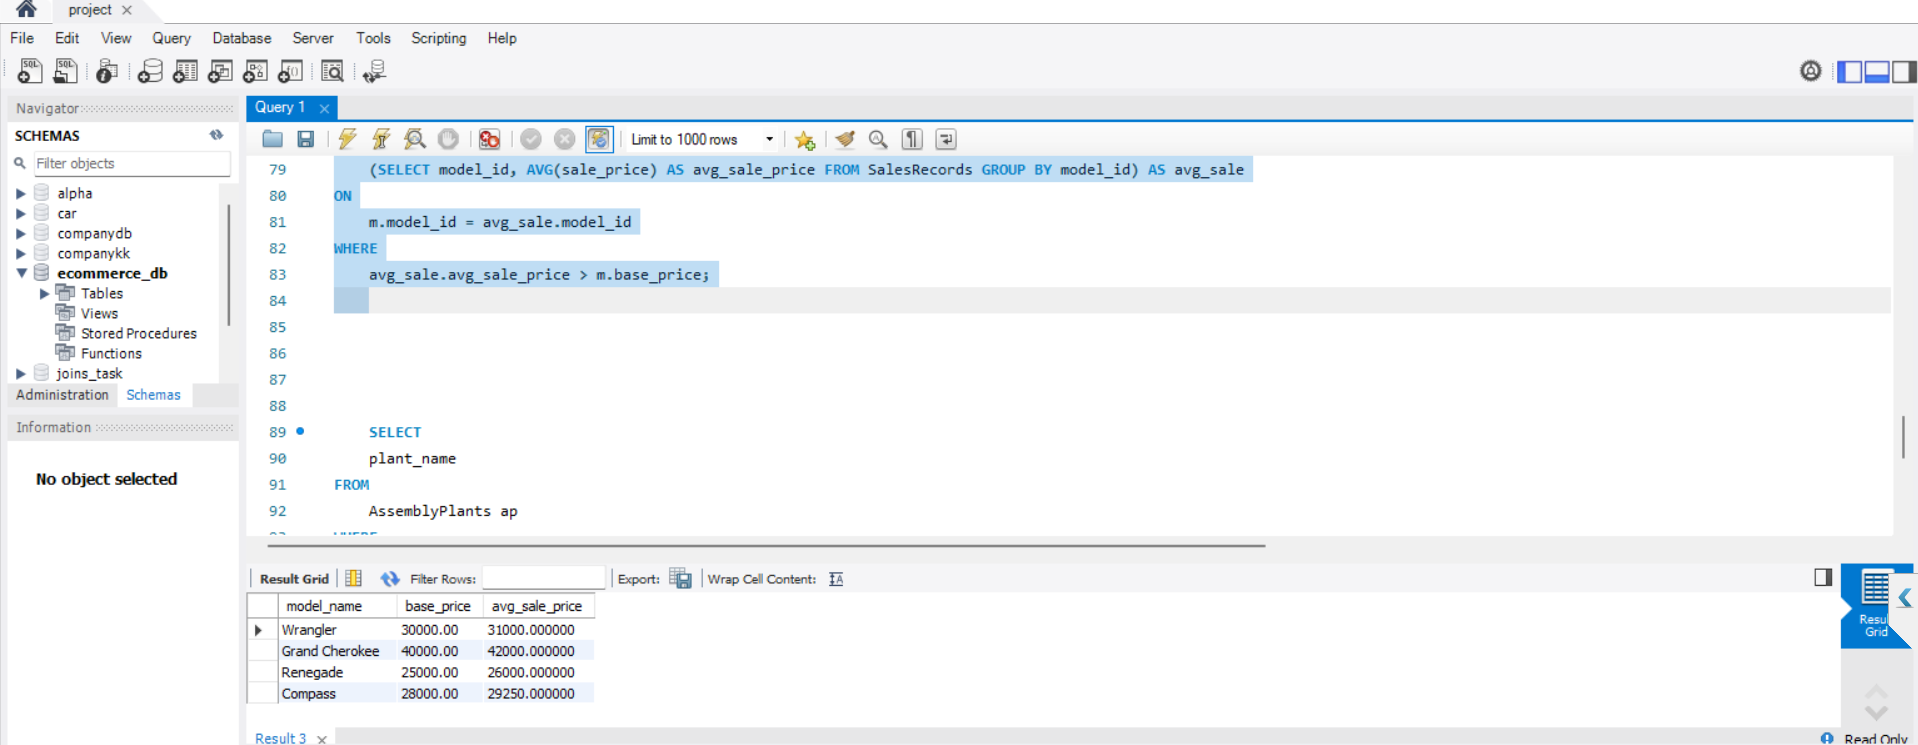 project
File Edit View Query Database Server Tools Scripting Help
Navigator
SCHEMAS
Filter objects
alpha
car
companydb
companykk
ecommerce_db
Tables
Views
Stored Procedures
Functions
joins_task
Administration Schemas
Information
No object selected
Query 1
Limit to 1000 rows
79 (SELECT model_id, AVG(sale_price) AS avg_sale_price FROM SalesRecords GROUP BY model_id) AS avg_sale
80 ON
81 m.model_id = avg_sale.model_id
82 WHERE
83 avg_sale.avg_sale_price > m.base_price;
84
85
86
87
88
89 SELECT
90 plant_name
91 FROM
92 AssemblyPlants ap
93 WHERE
Result Grid Filter Rows: Export: Wrap Cell Content:
model_name base_price avg_sale_price
Wrangler 30000.00 31000.000000
Grand Cherokee 40000.00 42000.000000
Renegade 25000.00 26000.000000
Compass 28000.00 29250.000000
Result 3
Grid
Read Only